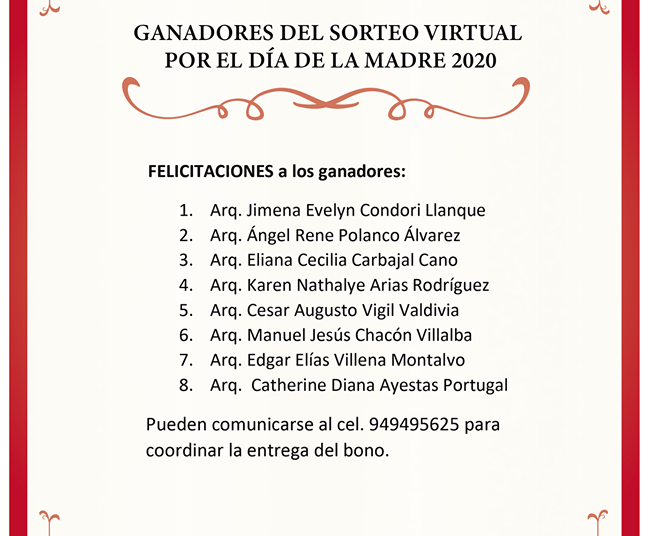 GANADORES DEL SORTEO VIRTUAL
POR EL DÍA DE LA MADRE 2020
FELICITACIONES a los ganadores:
1. Arq. Jimena Evelyn Condori Llanque
2. Arq. Ángel Rene Polanco Álvarez
3. Arq. Eliana Cecilia Carbajal Cano
4. Arq. Karen Nathalye Arias Rodríguez
5. Arq. Cesar Augusto Vigil Valdivia
6. Arq. Manuel Jesús Chacón Villalba
7. Arq. Edgar Elías Villena Montalvo
8. Arq. Catherine Diana Ayestas Portugal
Pueden comunicarse al cel. 949495625 para
coordinar la entrega del bono.